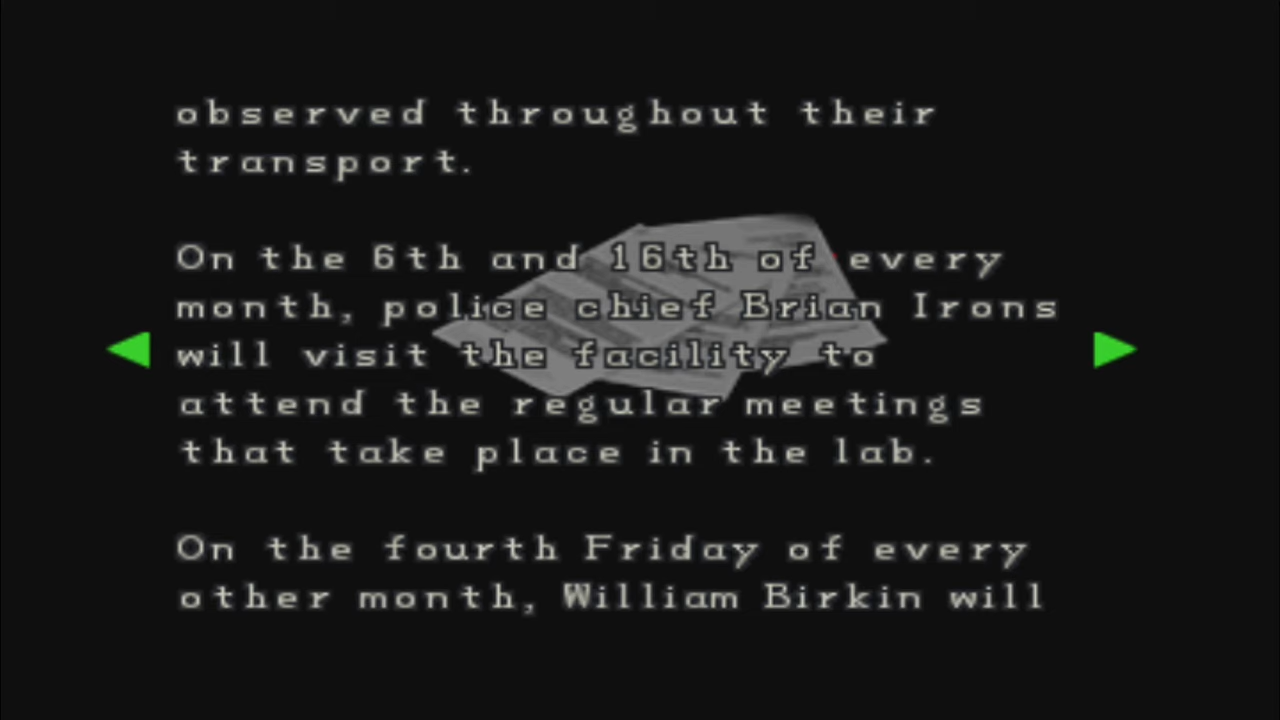 observed throughout their
transport.
On the 6th and 16th of every
month, police chief Brian Irons
will visit the facility to
attend the regular meetings
that take place in the lab.
On the fourth Friday of every
other month, William Birkin will